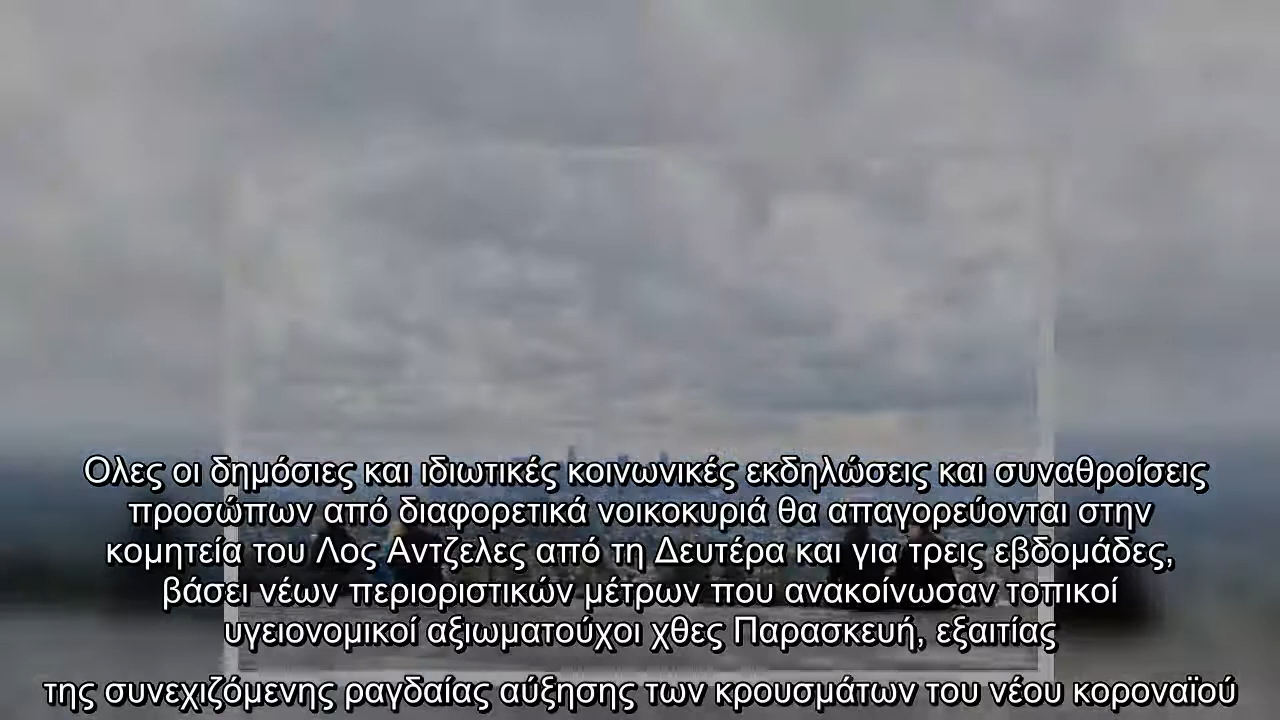 Ολες οι δημόσιες και ιδιωτικές κοινωνικές εκδηλώσεις και συναθροίσεις
προσώπων από διαφορετικά νοικοκυριά θα απαγορεύονται στην
κομητεία του Λος Αντζελες από τη Δευτέρα και για τρεις εβδομάδες,
βάσει νέων περιοριστικών μέτρων που ανακοίνωσαν τοπικοί
υγειονομικοί αξιωματούχοι χθες Παρασκευή, εξαιτίας
της συνεχιζόμενης ραγδαίας αύξησης των κρουσμάτων του νέου κοροναϊού